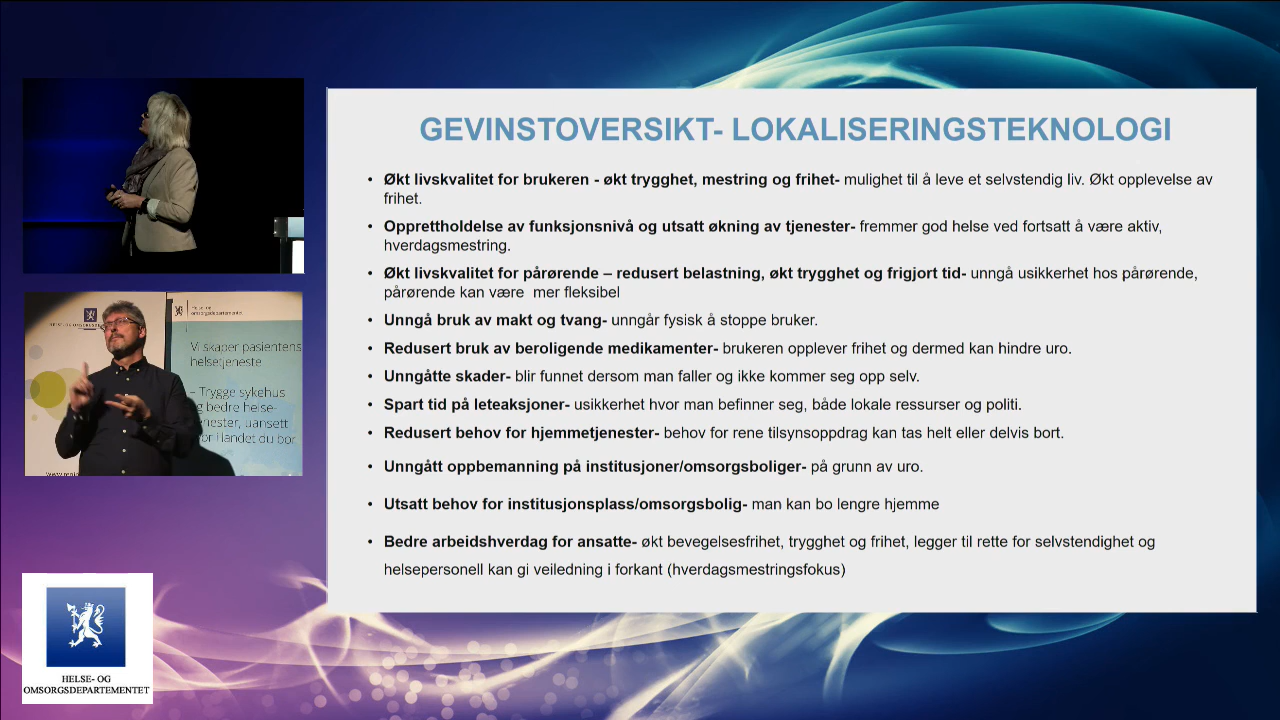 GEVINSTOVERSIKT- LOKALISERINGSTEKNOLOGI
• Økt livskvalitet for brukeren - økt trygghet, mestring og frihet- mulighet til å leve et selvstendig liv. Økt opplevelse av
frihet.
• Opprettholdelse av funksjonsnivå og utsatt økning av tjenester- fremmer god helse ved fortsatt å være aktiv,
hverdagsmestring.
• Økt livskvalitet for pårørende – redusert belastning, økt trygghet og frigjort tid- unngå usikkerhet hos pårørende,
pårørende kan være  mer fleksibel
• Unngå bruk av makt og tvang- unngår fysisk å stoppe bruker.
• Redusert bruk av beroligende medikamenter- brukeren opplever frihet og dermed kan hindre uro.
• Unngåtte skader- blir funnet dersom man faller og ikke kommer seg opp selv.
• Spart tid på leteaksjoner- usikkerhet hvor man befinner seg, både lokale ressurser og politi.
• Redusert behov for hjemmetjenester- behov for rene tilsynsoppdrag kan tas helt eller delvis bort.
• Unngått oppbemanning på institusjoner/omsorgsboliger- på grunn av uro.
• Utsatt behov for institusjonsplass/omsorgsbolig- man kan bo lengre hjemme
• Bedre arbeidshverdag for ansatte- økt bevegelsesfrihet, trygghet og frihet, legger til rette for selvstendighet og
helsepersonell kan gi veiledning i forkant (hverdagsmestringsfokus)
Helse- og
omsorgsdepartementet
Vi skaper pasientens
helsetjeneste
– Trygge sykehus
g bedre helse-
enester, uansett
or i landet du bor
HELSE- OG
OMSORGSDEPARTEMENTET